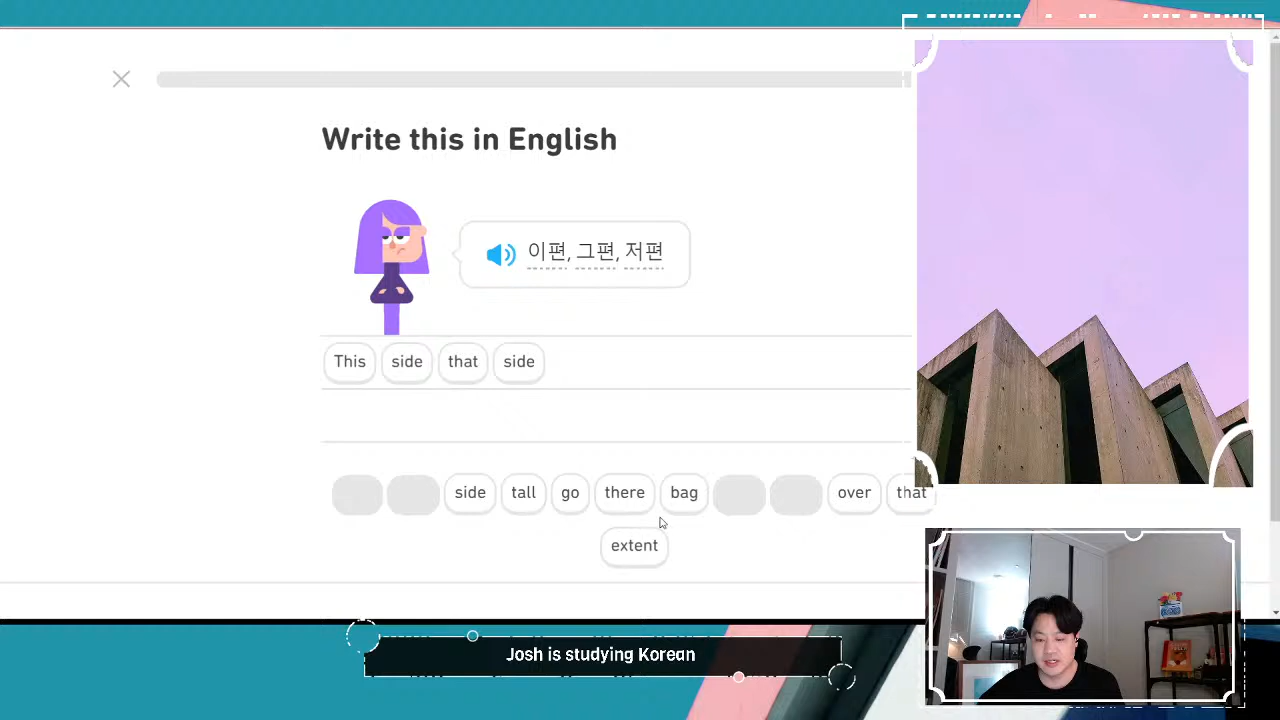 Write this in English
이편, 그편, 저편
This side that side
side tall go there bag over that
extent
Josh is studying Korean